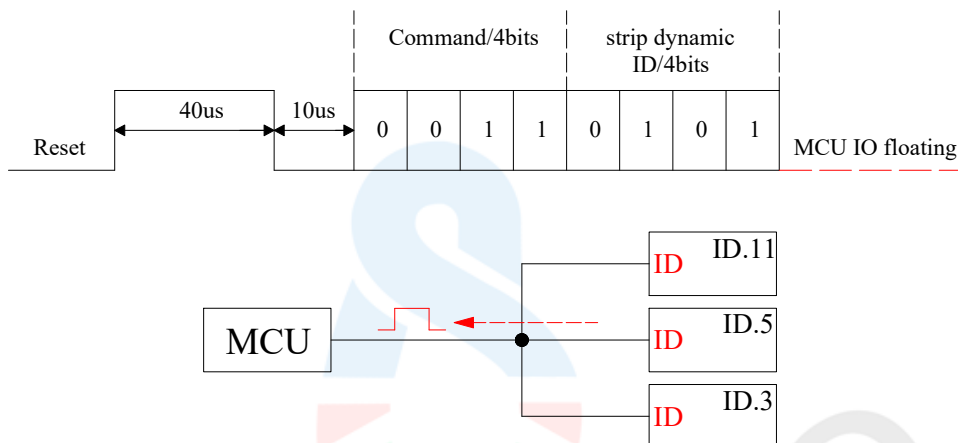 Command/4bits
strip dynamic
ID/4bits
40us
10us
0 0 1 1 0 1 0 1
Reset
MCU IO floating
ID.11
ID
MCU
ID.5
ID
ID.3
ID